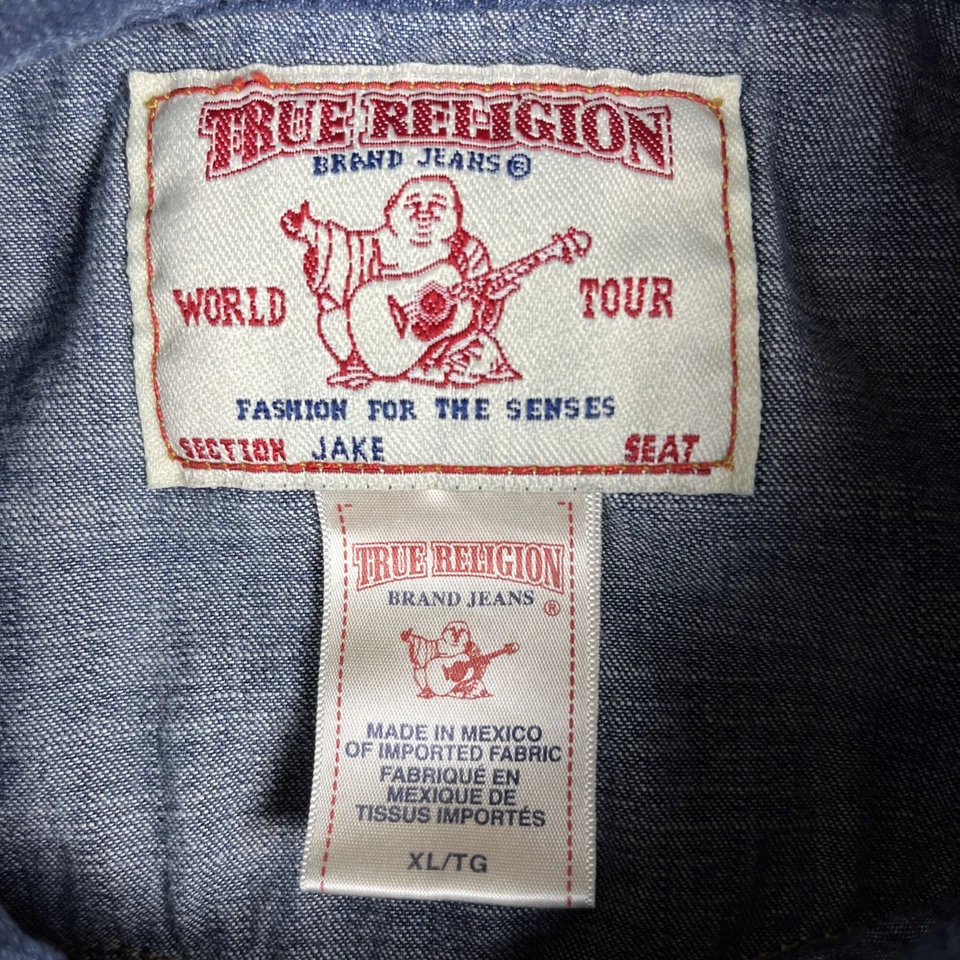 TRUE RELIGION
BRAND JEANS®
WORLD TOUR
FASHION FOR THE SENSES
SECTION JAKE SEAT
TRUE RELIGION
BRAND JEANS®
MADE IN MEXICO
OF IMPORTED FABRIC
FABRIQUÉ EN
MEXIQUE DE
TISSUS IMPORTÉS
XL/TG